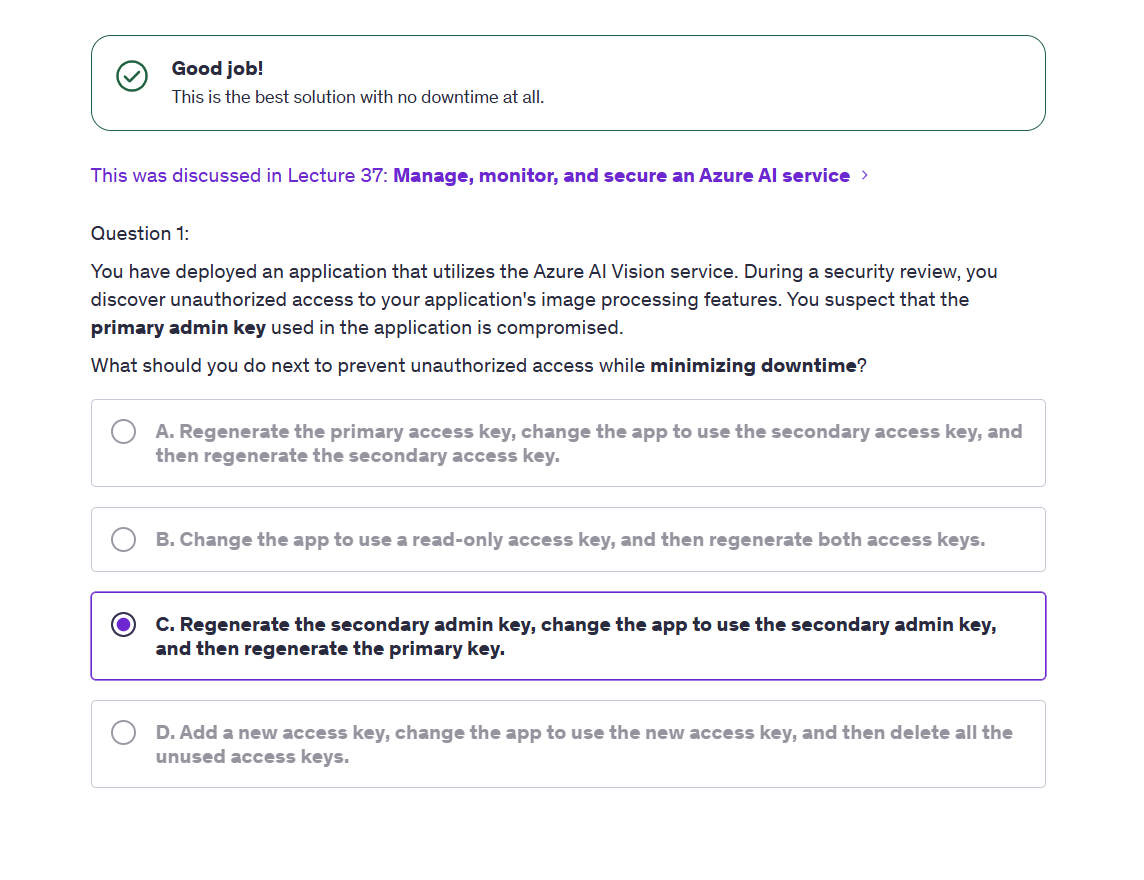 Good job!
This is the best solution with no downtime at all.
This was discussed in Lecture 37: Manage, monitor, and secure an Azure AI service
Question 1:
You have deployed an application that utilizes the Azure AI Vision service. During a security review, you
discover unauthorized access to your application's image processing features. You suspect that the
primary admin key used in the application is compromised.
What should you do next to prevent unauthorized access while minimizing downtime?
A. Regenerate the primary access key, change the app to use the secondary access key, and
then regenerate the secondary access key.
B. Change the app to use a read-only access key, and then regenerate both access keys.
C. Regenerate the secondary admin key, change the app to use the secondary admin key,
and then regenerate the primary key.
D. Add a new access key, change the app to use the new access key, and then delete all the
unused access keys.